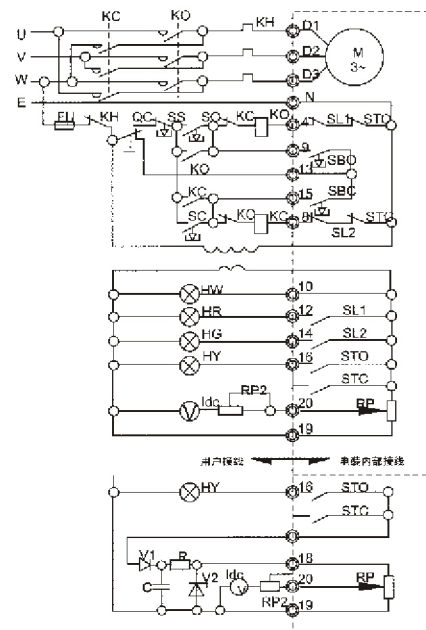 KC KO
U KH D1
V D2 M
W D3 3~
E N
FU KH QC SS SO KC KO 4 SL1 STO
9 SBO
KO 13
KC 15 SBC
SC KO KC 8 STC
SL2
10
HW
HR 12 SL1
HG 14 SL2
HY 16 STO
STC
RP2
V Idc 20 RP
19
用户接线 电装内部接线
HY 16 STO
STC
V1 R 18
C V2 Idc 20 RP
V RP2 19